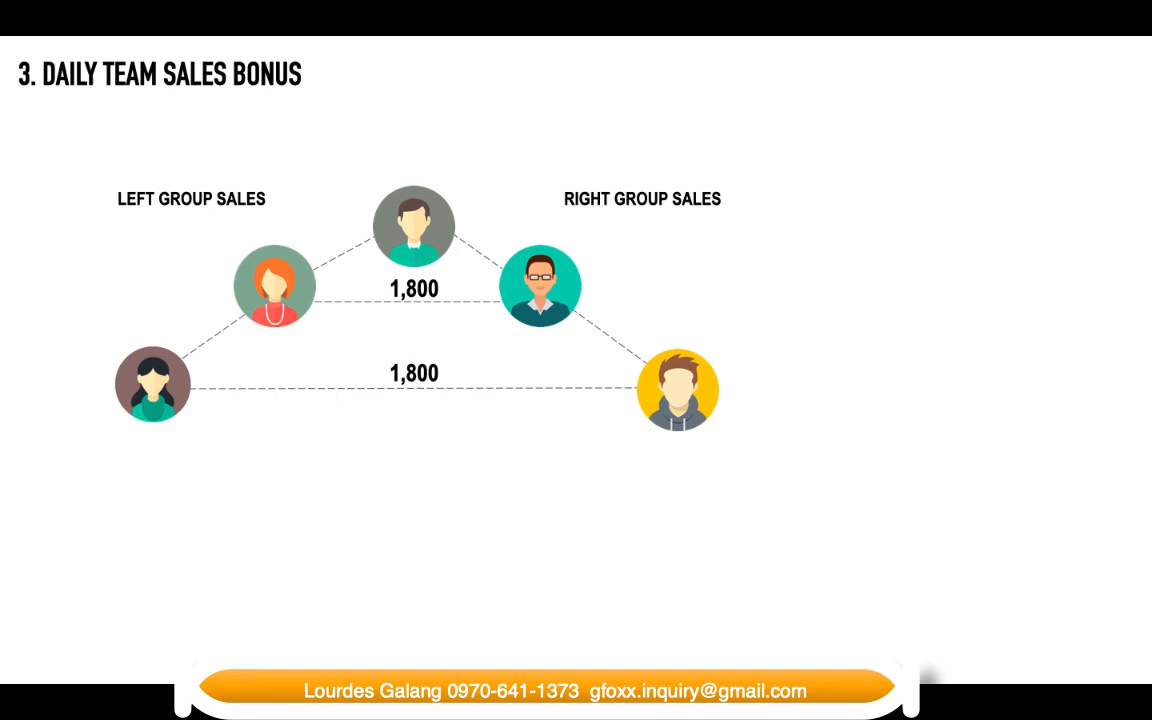 3. DAILY TEAM SALES BONUS
LEFT GROUP SALES
RIGHT GROUP SALES
1,800
1,800
Lourdes Galang 0970-641-1373 gfoxx.inquiry@gmail.com